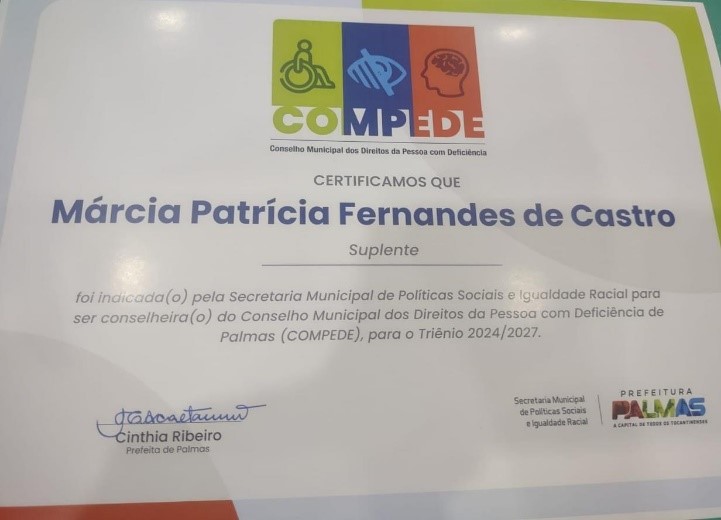 COMPEDE
Conselho Municipal dos Direitos da Pessoa com Deficiência
CERTIFICAMOS QUE
Márcia Patrícia Fernandes de Castro
Suplente
foi indicada(o) pela Secretaria Municipal de Políticas Sociais e Igualdade Racial para
ser conselheira(o) do Conselho Municipal dos Direitos da Pessoa com Deficiência de
Palmas (COMPEDE), para o Triênio 2024/2027.
Cinthia Ribeiro
Prefeita de Palmas
Secretaria Municipal
de Políticas Sociais
e Igualdade Racial
PREFEITURA
PALMAS
A CAPITAL DE TODOS OS TOCANTINENSES